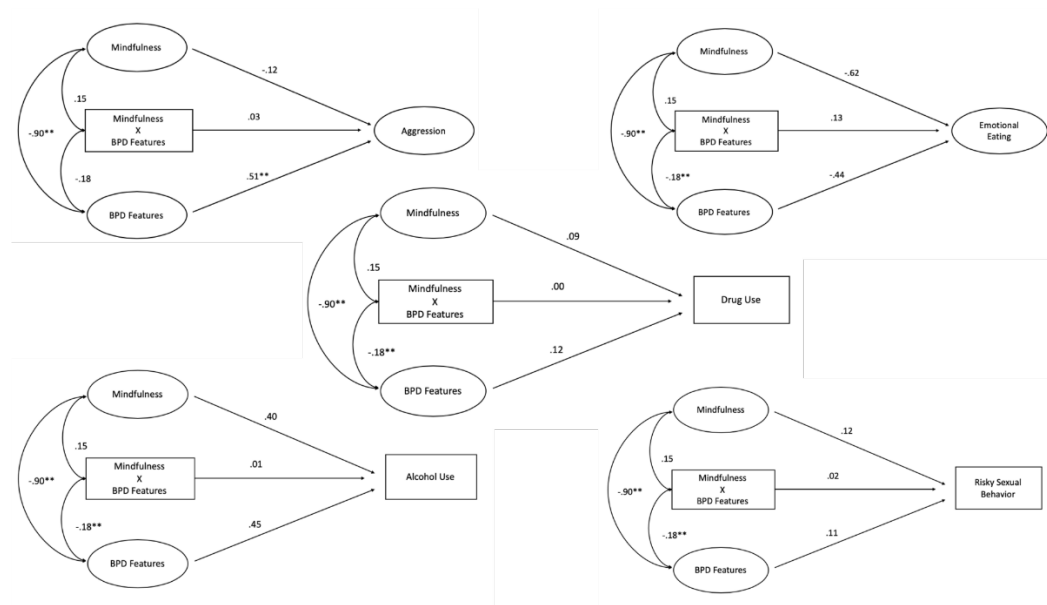 Mindfulness
-.12
.15
Mindfulness
X
BPD Features
.03
Aggression
-.90**
-.18
.51**
BPD Features
Mindfulness
-.62
.15
Mindfulness
X
BPD Features
.13
Emotional
Eating
-.90**
-.18**
-.44
BPD Features
Mindfulness
.09
.15
Mindfulness
X
BPD Features
.00
Drug Use
-.90**
-.18**
.12
BPD Features
Mindfulness
.40
.15
Mindfulness
X
BPD Features
.01
Alcohol Use
-.90**
-.18**
.45
BPD Features
Mindfulness
.12
.15
Mindfulness
X
BPD Features
.02
Risky Sexual
Behavior
-.90**
-.18**
.11
BPD Features